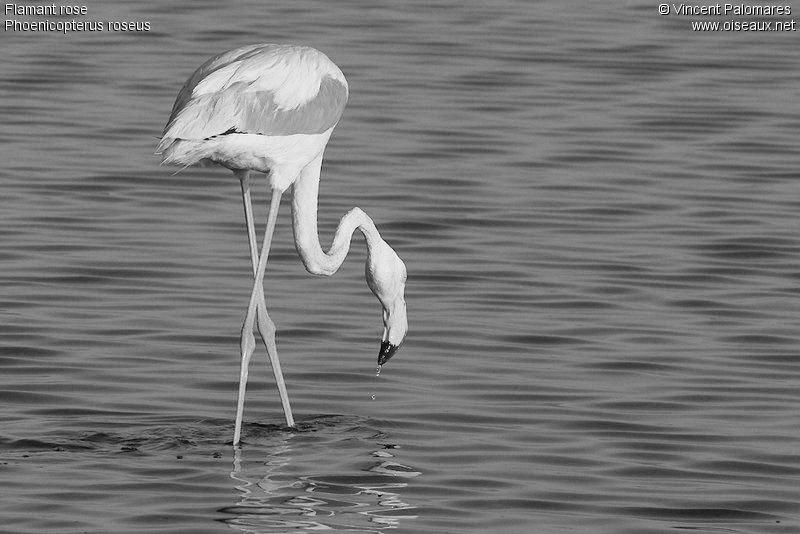 Flamant rose
Phoenicopterus roseus
© Vincent Palomares
www.oiseaux.net